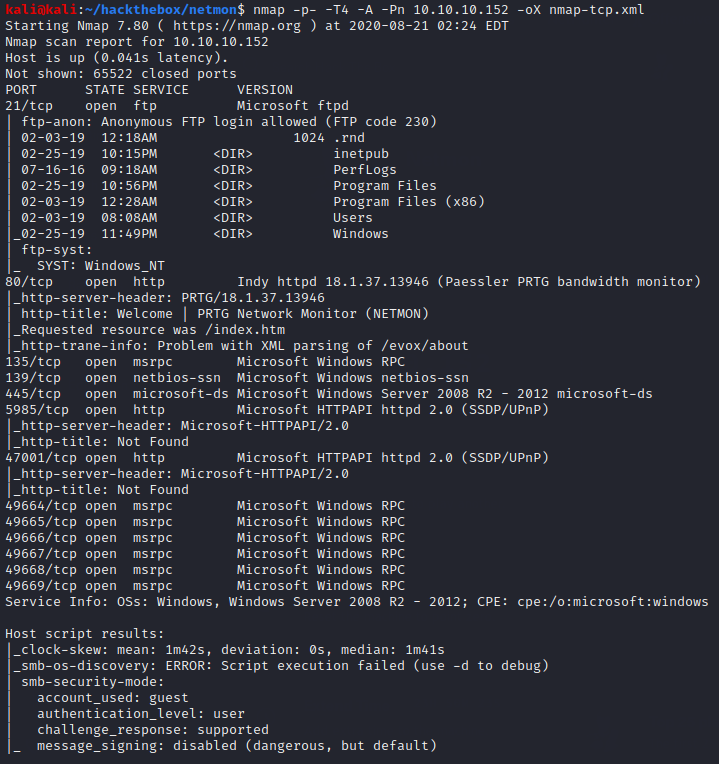 kali@kali:~/hackthebox/netmon$ nmap -p- -T4 -A -Pn 10.10.10.152 -oX nmap-tcp.xml
Starting Nmap 7.80 ( https://nmap.org ) at 2020-08-21 02:24 EDT
Nmap scan report for 10.10.10.152
Host is up (0.041s latency).
Not shown: 65522 closed ports
PORT      STATE SERVICE      VERSION
21/tcp    open  ftp          Microsoft ftpd
| ftp-anon: Anonymous FTP login allowed (FTP code 230)
| 02-03-19  12:18AM                 1024 .rnd
| 02-25-19  10:15PM       <DIR>          inetpub
| 07-16-16  09:18AM       <DIR>          PerfLogs
| 02-25-19  10:56PM       <DIR>          Program Files
| 02-03-19  12:28AM       <DIR>          Program Files (x86)
| 02-03-19  08:08AM       <DIR>          Users
|_02-25-19  11:49PM       <DIR>          Windows
| ftp-syst:
|_  SYST: Windows_NT
80/tcp    open  http         Indy httpd 18.1.37.13946 (Paessler PRTG bandwidth monitor)
|_http-server-header: PRTG/18.1.37.13946
| http-title: Welcome | PRTG Network Monitor (NETMON)
|_Requested resource was /index.htm
|_http-trane-info: Problem with XML parsing of /evox/about
135/tcp   open  msrpc        Microsoft Windows RPC
139/tcp   open  netbios-ssn  Microsoft Windows netbios-ssn
445/tcp   open  microsoft-ds Microsoft Windows Server 2008 R2 - 2012 microsoft-ds
5985/tcp  open  http         Microsoft HTTPAPI httpd 2.0 (SSDP/UPnP)
|_http-server-header: Microsoft-HTTPAPI/2.0
|_http-title: Not Found
47001/tcp open  http         Microsoft HTTPAPI httpd 2.0 (SSDP/UPnP)
|_http-server-header: Microsoft-HTTPAPI/2.0
|_http-title: Not Found
49664/tcp open  msrpc        Microsoft Windows RPC
49665/tcp open  msrpc        Microsoft Windows RPC
49666/tcp open  msrpc        Microsoft Windows RPC
49667/tcp open  msrpc        Microsoft Windows RPC
49668/tcp open  msrpc        Microsoft Windows RPC
49669/tcp open  msrpc        Microsoft Windows RPC
Service Info: OSs: Windows, Windows Server 2008 R2 - 2012; CPE: cpe:/o:microsoft:windows

Host script results:
|_clock-skew: mean: 1m42s, deviation: 0s, median: 1m41s
|_smb-os-discovery: ERROR: Script execution failed (use -d to debug)
| smb-security-mode:
|   account_used: guest
|   authentication_level: user
|   challenge_response: supported
|_  message_signing: disabled (dangerous, but default)